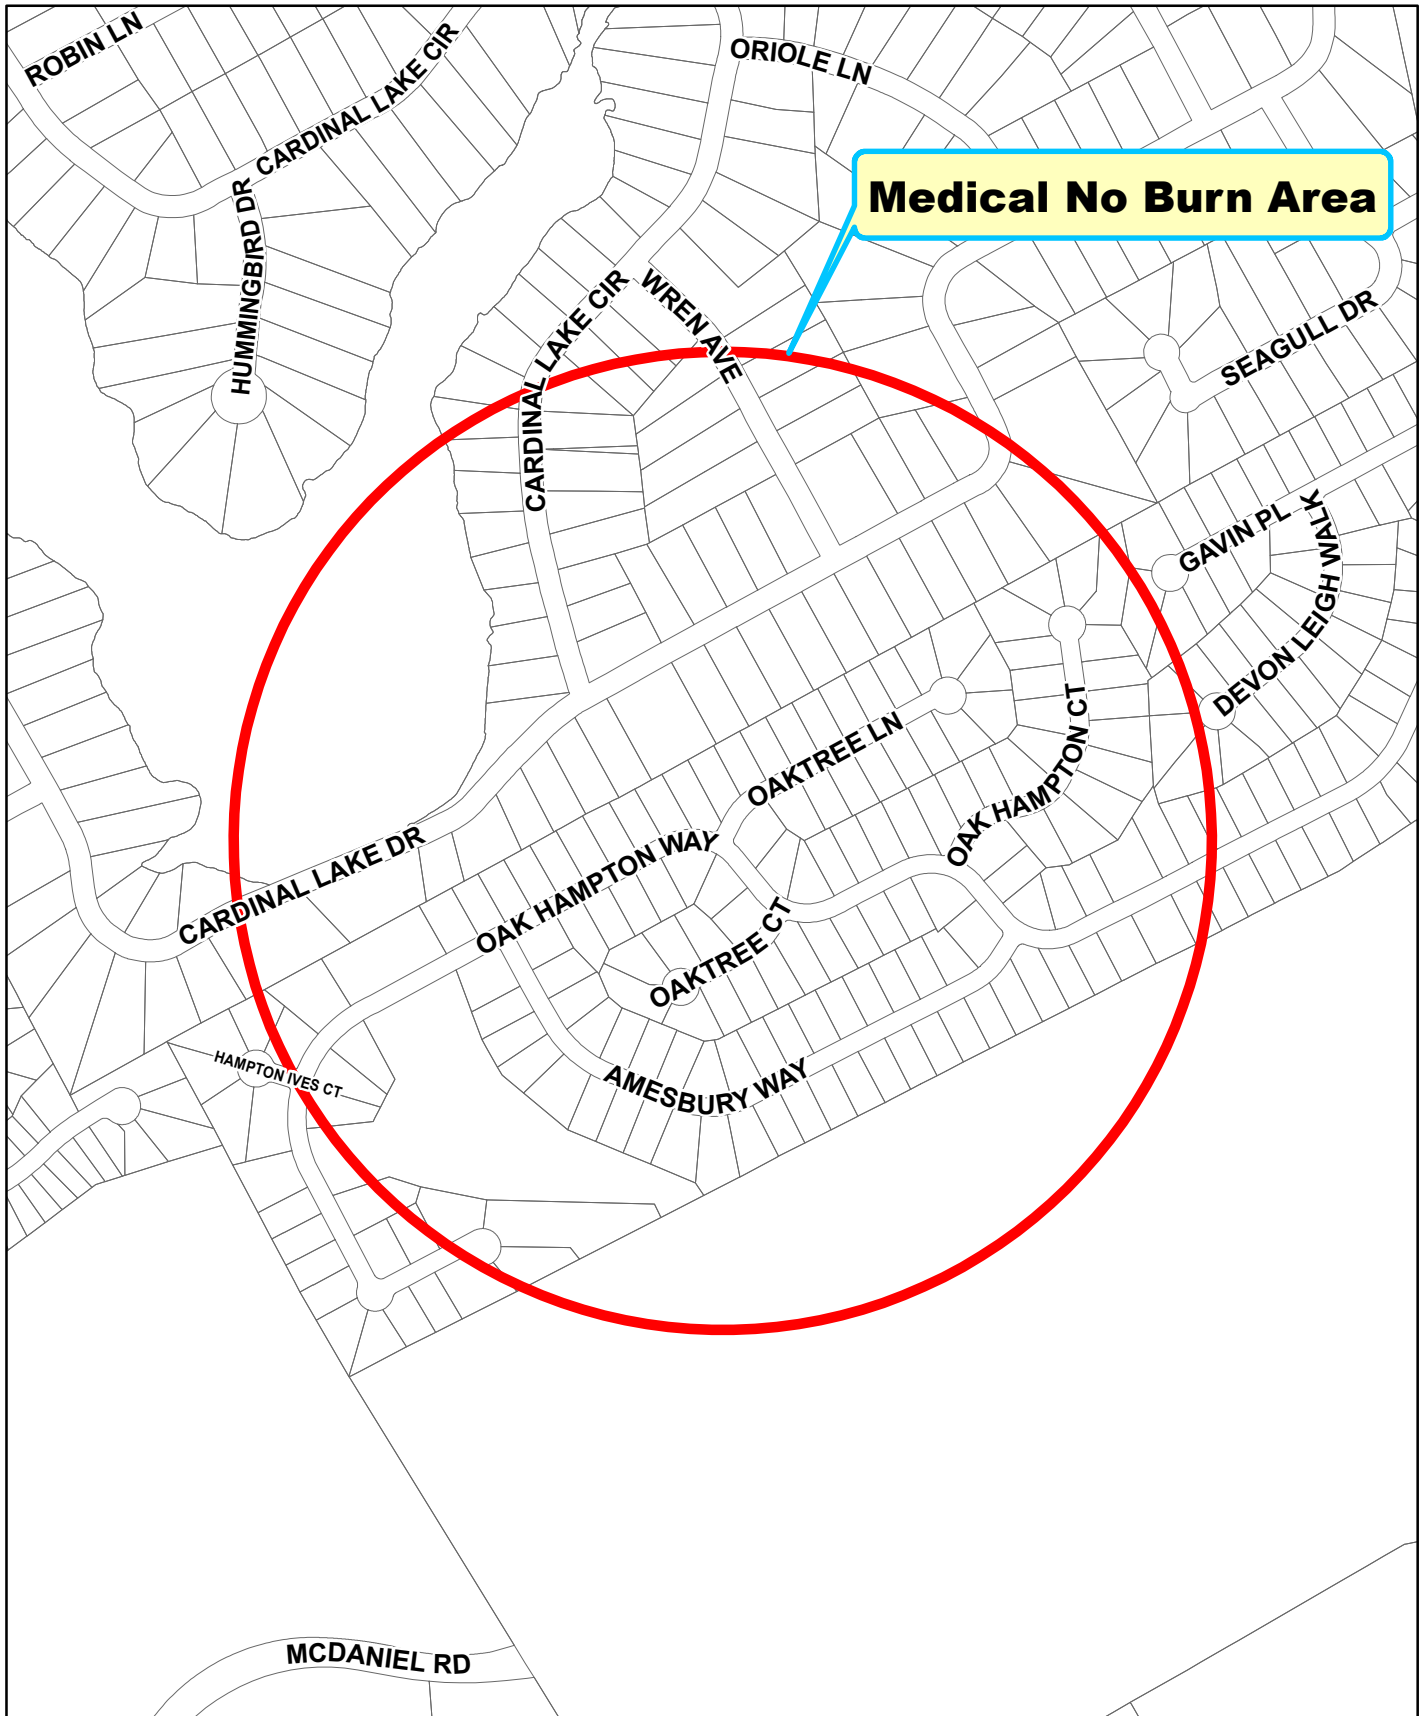 ROBIN LN
CARDINAL LAKE CIR
ORIOLE LN
HUMMINGBIRD DR
Medical No Burn Area
WREN AVE
CARDINAL LAKE CIR
SEAGULL DR
GAVIN PL
DEVON LEIGH WALK
OAKTREE LN
OAK HAMPTON CT
CARDINAL LAKE DR
OAK HAMPTON WAY
OAKTREE CT
HAMPTON IVES CT
AMESBURY WAY
MCDANIEL RD